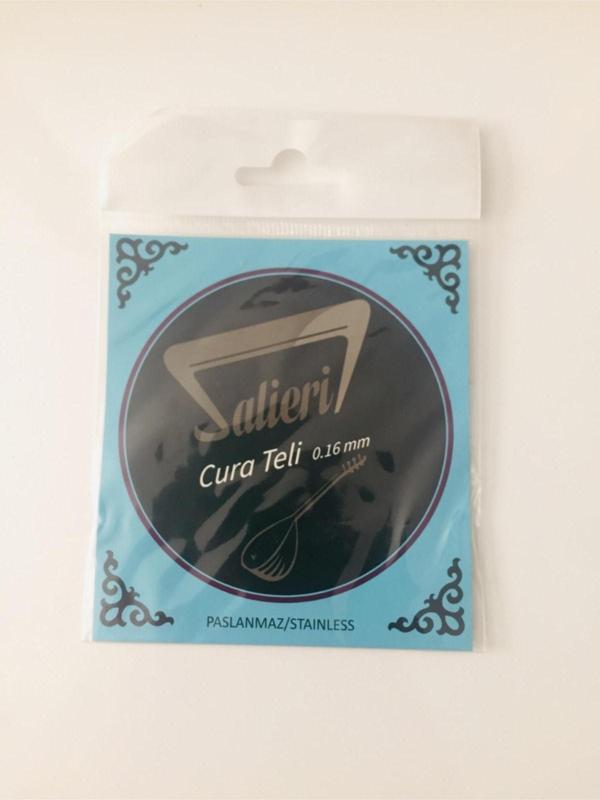 Salieri
Cura Teli 0.16 mm
PASLANMAZ/STAINLESS